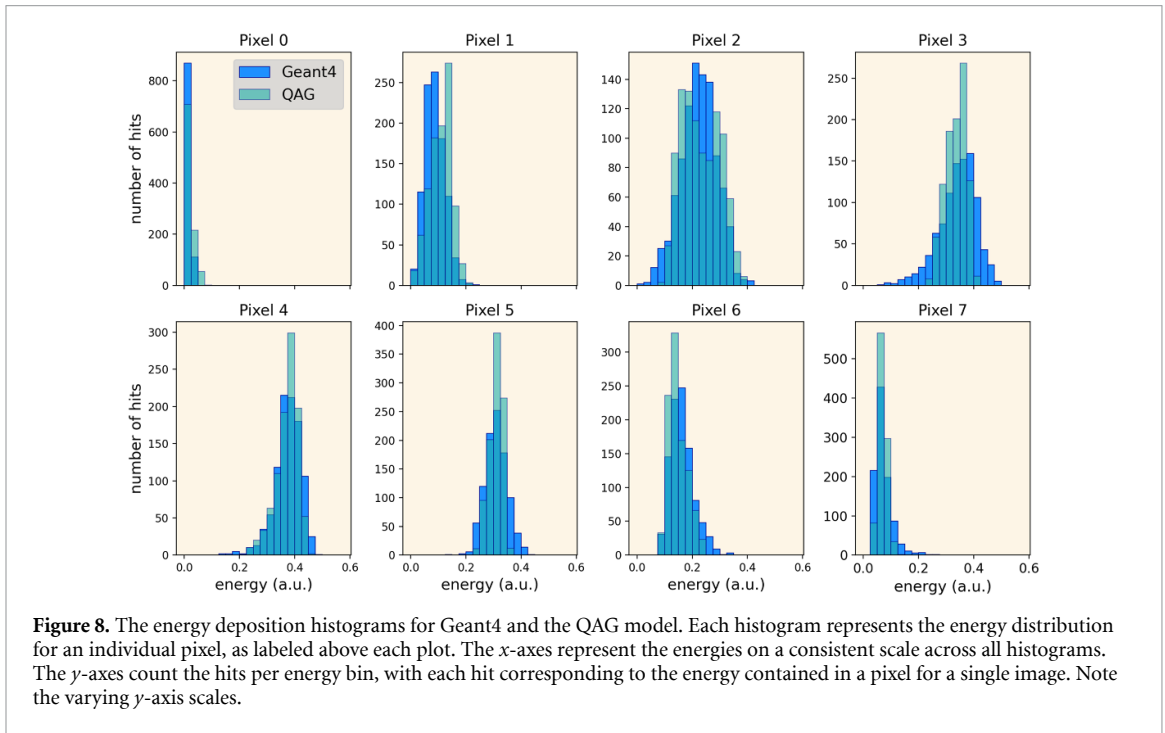 Pixel 0
Pixel 1
Pixel 2
Pixel 3
Geant4
QAG
number of hits
0
200
400
600
800
0
50
100
150
200
250
0
20
40
60
80
100
120
140
0
50
100
150
200
250
Pixel 4
Pixel 5
Pixel 6
Pixel 7
number of hits
0
50
100
150
200
250
300
0
50
100
150
200
250
300
350
400
0
50
100
150
200
250
300
0
100
200
300
400
500
0.0 0.2 0.4 0.6
0.0 0.2 0.4 0.6
0.0 0.2 0.4 0.6
0.0 0.2 0.4 0.6
energy (a.u.)
energy (a.u.)
energy (a.u.)
energy (a.u.)
Figure 8. The energy deposition histograms for Geant4 and the QAG model. Each histogram represents the energy distribution
for an individual pixel, as labeled above each plot. The x-axes represent the energies on a consistent scale across all histograms.
The y-axes count the hits per energy bin, with each hit corresponding to the energy contained in a pixel for a single image. Note
the varying y-axis scales.